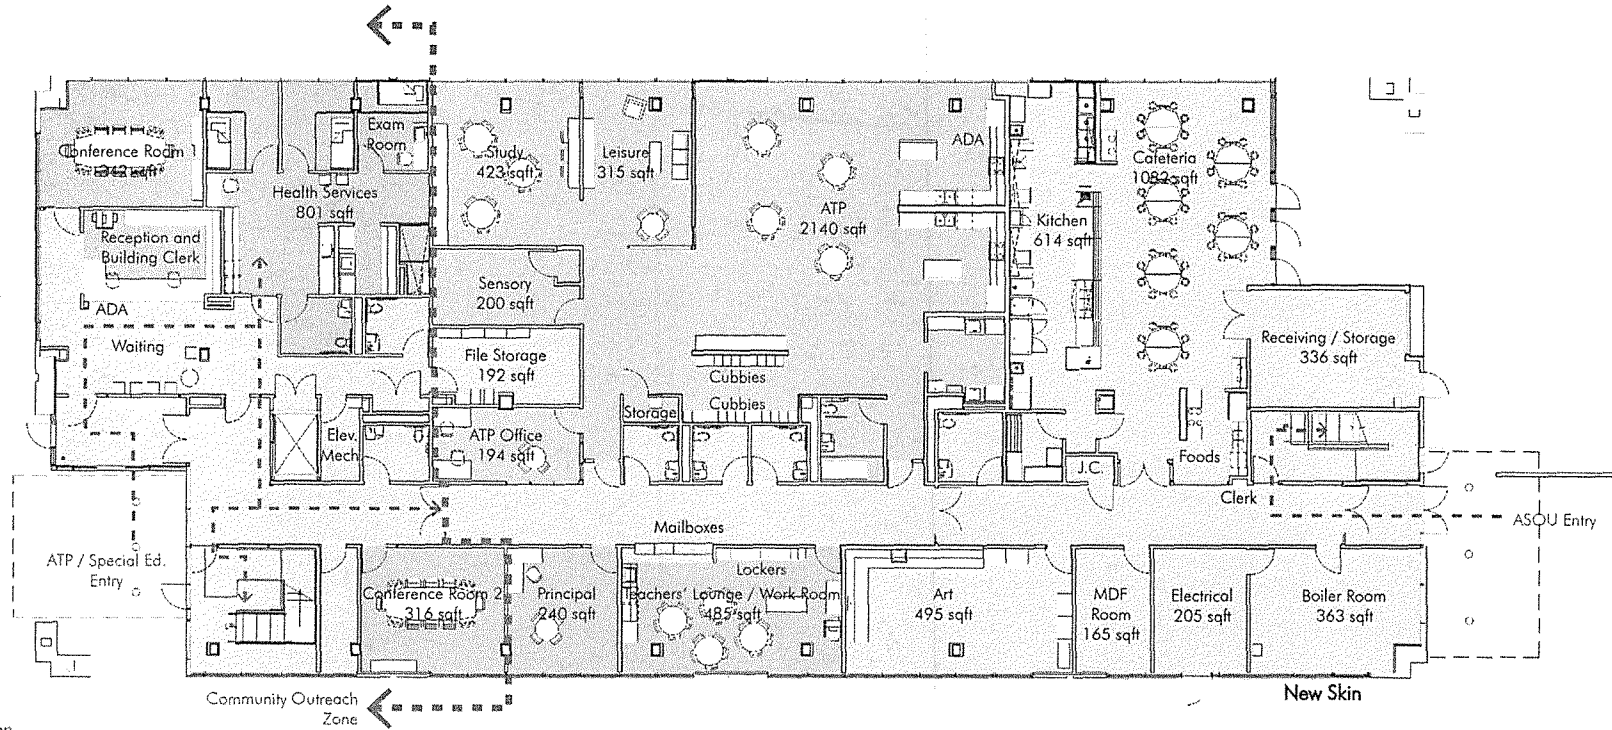 Conference Room 1
342 sqft
Exam
Room
Health Services
801 sqft
Reception and
Building Clerk
ADA
Waiting
Study
423 sqft
Leisure
315 sqft
Sensory
200 sqft
File Storage
192 sqft
ATP Office
194 sqft
Elev.
Mech.
Storage
ATP
2140 sqft
ADA
Cubbies
Cubbies
Kitchen
614 sqft
Cafeteria
1082 sqft
Receiving / Storage
336 sqft
J.C.
Foods
Clerk
ASOU Entry
Mailboxes
ATP / Special Ed.
Entry
Conference Room 2
316 sqft
Principal
240 sqft
Lockers
Teachers' Lounge / Work Room
485 sqft
Art
495 sqft
MDF
Room
165 sqft
Electrical
205 sqft
Boiler Room
363 sqft
Community Outreach
Zone
New Skin